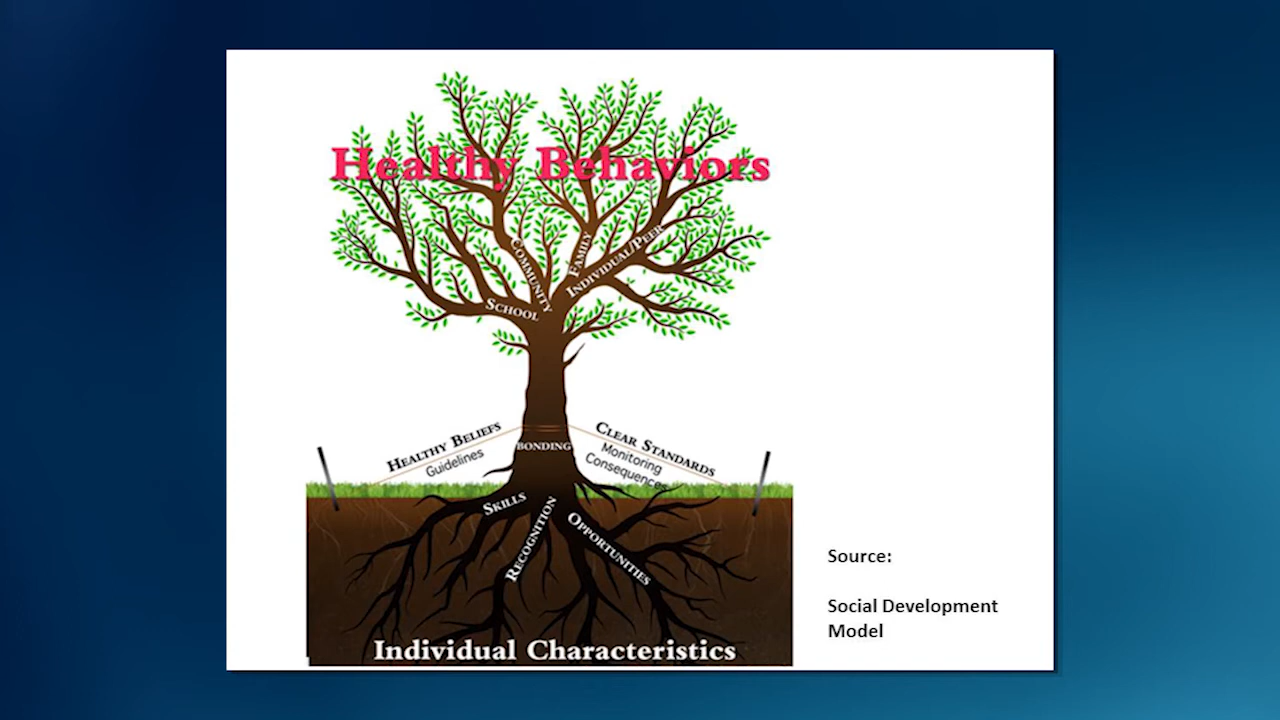 Healthy Behaviors
COMMUNITY
FAMILY
INDIVIDUAL/PEER
SCHOOL
HEALTHY BELIEFS
Guidelines
BONDING
CLEAR STANDARDS
Monitoring
Consequences
SKILLS
RECOGNITION
OPPORTUNITIES
Individual Characteristics
Source:
Social Development
Model